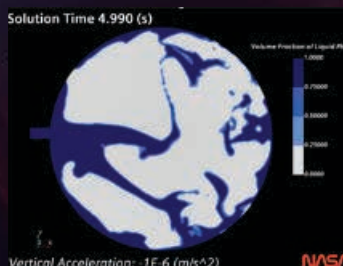 Solution Time 4.990 (s)
Volume Fraction of Liquid
1.0000
0.75000
0.50000
0.25000
0.0000
Vertical Acceleration: -1E-6 (m/s^2)
NASA